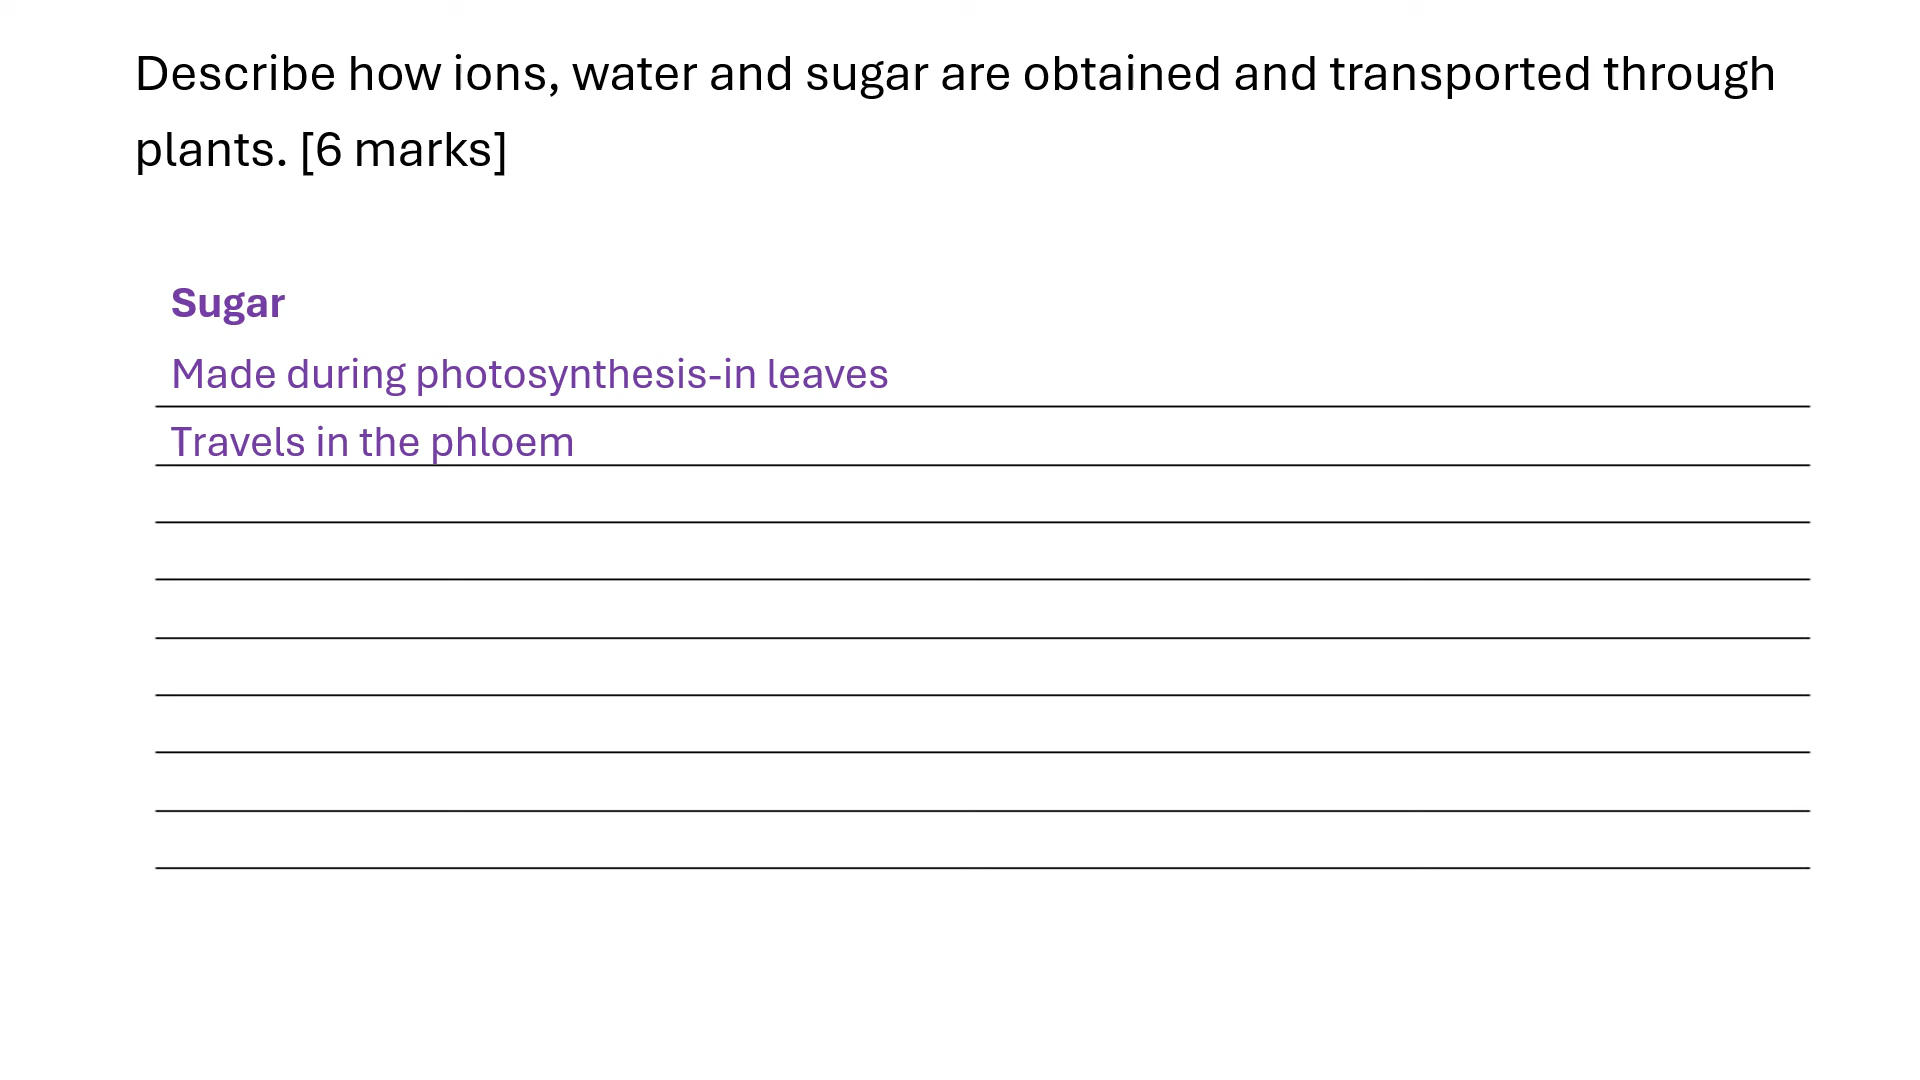 Describe how ions, water and sugar are obtained and transported through
plants. [6 marks]
Sugar
Made during photosynthesis-in leaves
Travels in the phloem